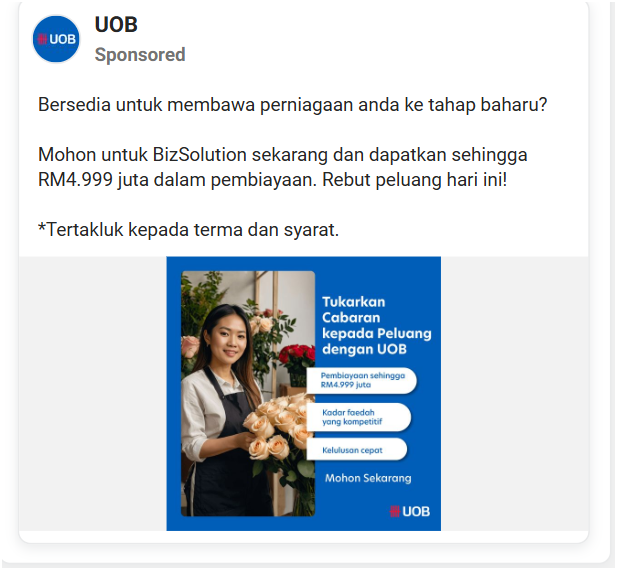 UOB
UOB
Sponsored
Bersedia untuk membawa perniagaan anda ke tahap baharu?
Mohon untuk BizSolution sekarang dan dapatkan sehingga
RM4.999 juta dalam pembiayaan. Rebut peluang hari ini!
*Tertakluk kepada terma dan syarat.
Tukarkan
Cabaran
kepada Peluang
dengan UOB
Pembiayaan sehingga
RM4.999 juta
Kadar faedah
yang kompetitif
Kelulusan cepat
Mohon Sekarang
UOB